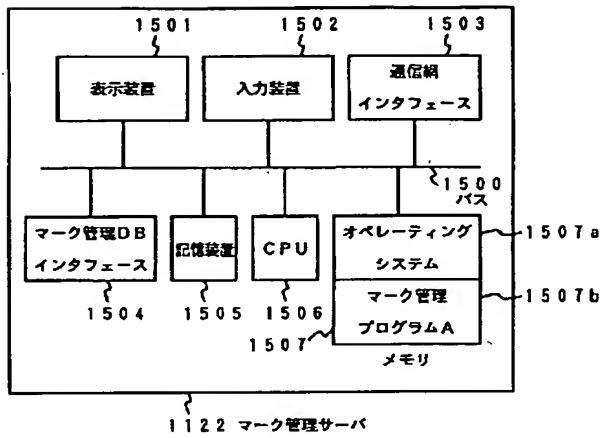 1501
1502
1503
表示装置
入力装置
通信網
インタフェース
1500
バス
マーク管理DB
インタフェース
記憶装置
CPU
オペレーティング
システム
1507a
マーク管理
プログラムA
1507b
1504
1505
1506
1507
メモリ
1122 マーク管理サーバ